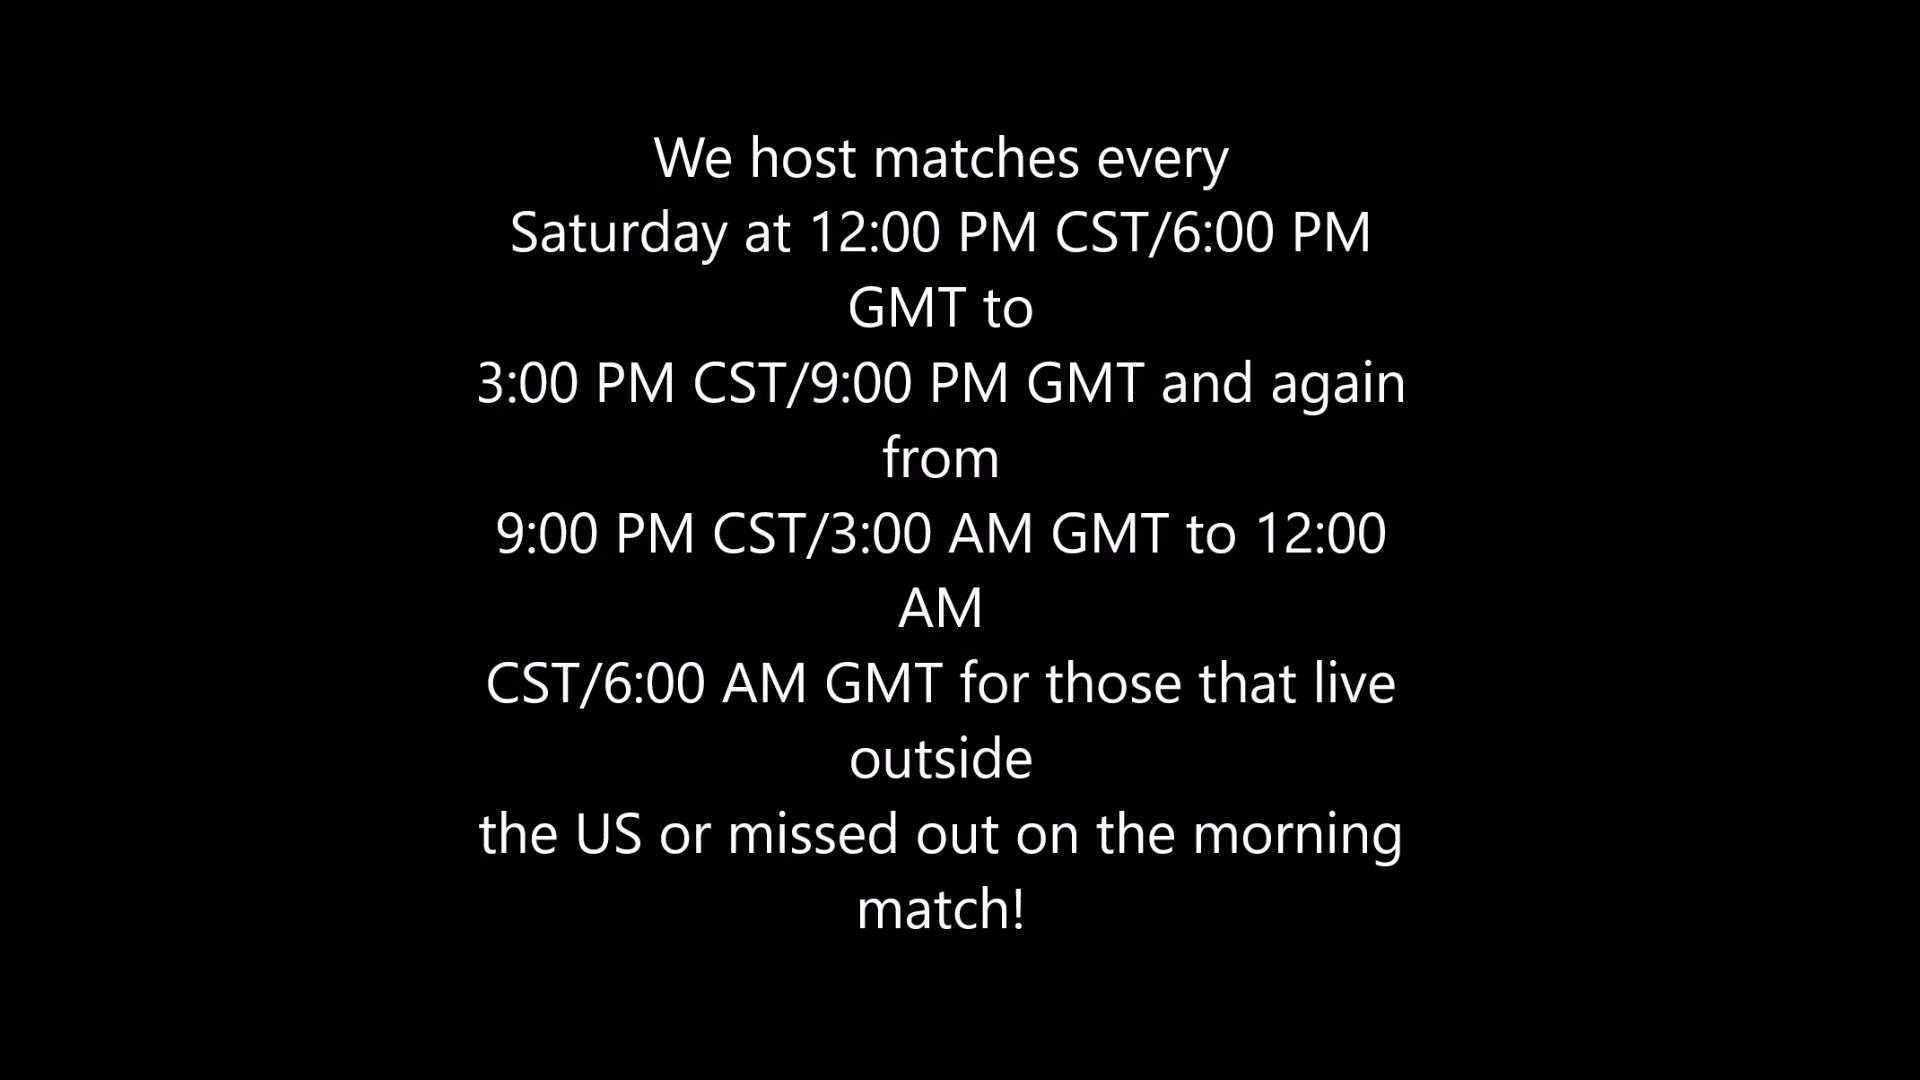 We host matches every
Saturday at 12:00 PM CST/6:00 PM
GMT to
3:00 PM CST/9:00 PM GMT and again
from
9:00 PM CST/3:00 AM GMT to 12:00
AM
CST/6:00 AM GMT for those that live
outside
the US or missed out on the morning
match!